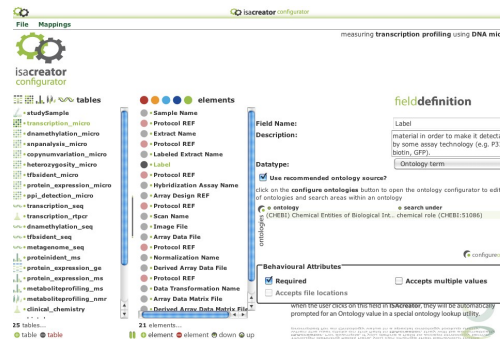 isacreator configurator
File Mappings
measuring transcription profiling using DNA mic
isacreator
configurator
tables
elements
fielddefinition
studySample
transcription_micro
dnamethylation_micro
snpanalysis_micro
copynumvariation_micro
heterozygosity_micro
tfbsident_micro
protein_expression_micro
ppi_detection_micro
transcription_seq
transcription_rtpcr
dnamethylation_seq
tfbsident_seq
metagenome_seq
proteinident_ms
protein_expression_ge
protein_expression_ms
metaboliteprofiling_ms
metaboliteprofiling_nmr
clinical_chemistry
25 tables...
table table
Sample Name
Protocol REF
Extract Name
Protocol REF
Labeled Extract Name
Label
Protocol REF
Hybridization Assay Name
Array Design REF
Protocol REF
Scan Name
Image File
Array Data File
Protocol REF
Normalization Name
Derived Array Data File
Protocol REF
Data Transformation Name
Array Data Matrix File
Derived Array Data Matrix File
21 elements...
element element down up
Field Name:
Label
Description:
material in order to make it detecta
by some assay technology (e.g. P3
biotin, GFP).
Datatype:
Ontology term
Use recommended ontology source?
click on the configure ontologies button to open the ontology configurator to edit
of ontologies and search areas within an ontology
ontologies
ontology search under
(CHEBI) Chemical Entities of Biological Int.. chemical role (CHEBI:51086)
configure
Behavioural Attributes
Required
Accepts multiple values
Accepts file locations
when the user clicks on this field in ISAcreator, they will be automatically
prompted for an Ontology value in a special ontology lookup utility.